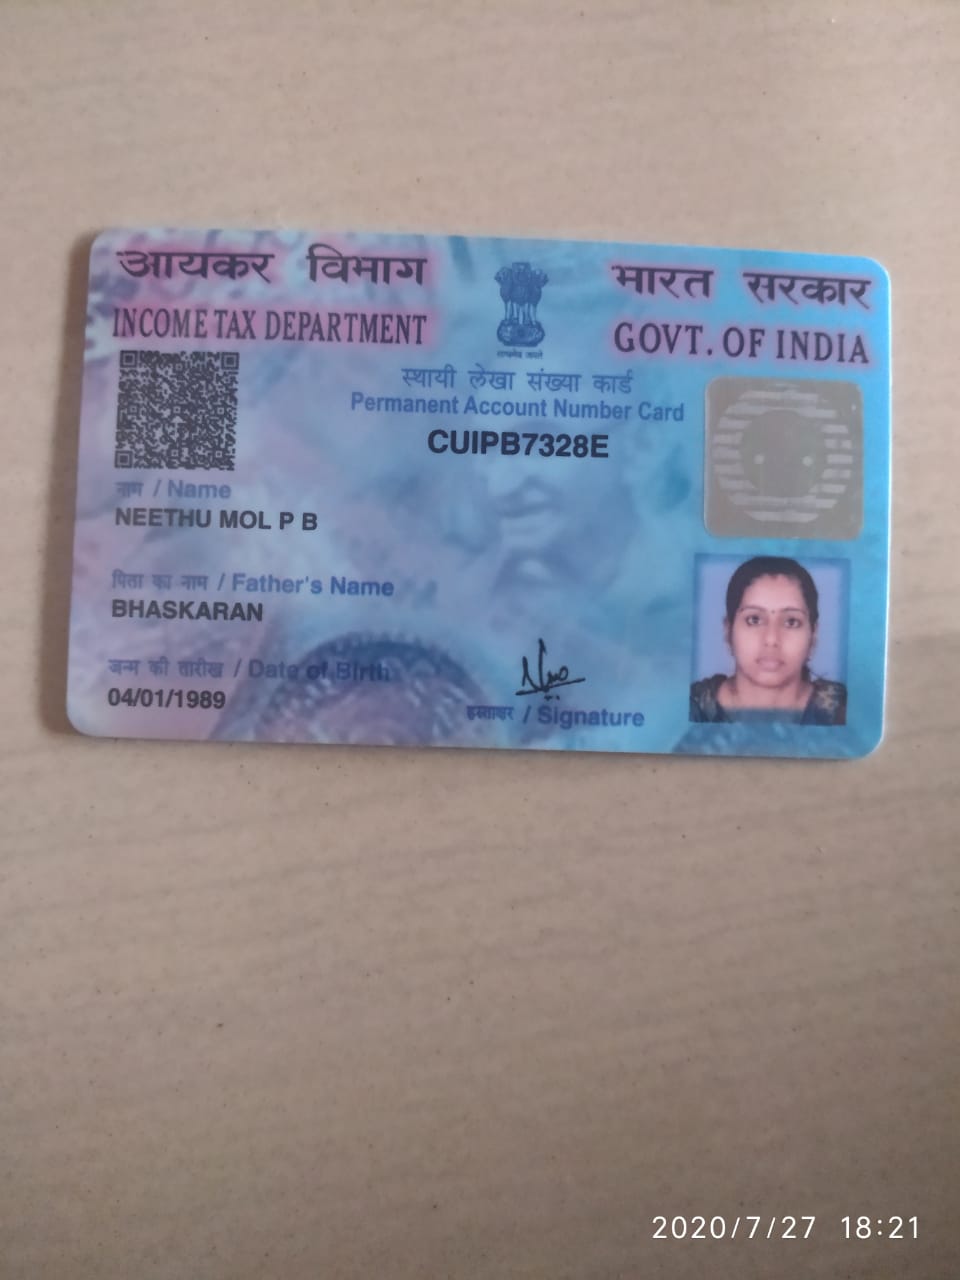 आयकर विभाग
INCOME TAX DEPARTMENT
सत्यमेव जयते
भारत सरकार
GOVT. OF INDIA
स्थायी लेखा संख्या कार्ड
Permanent Account Number Card
CUIPB7328E
नाम / Name
NEETHU MOL P B
पिता का नाम / Father's Name
BHASKARAN
जन्म की तारीख / Date of Birth
04/01/1989
हस्ताक्षर / Signature
2020/7/27 18:21